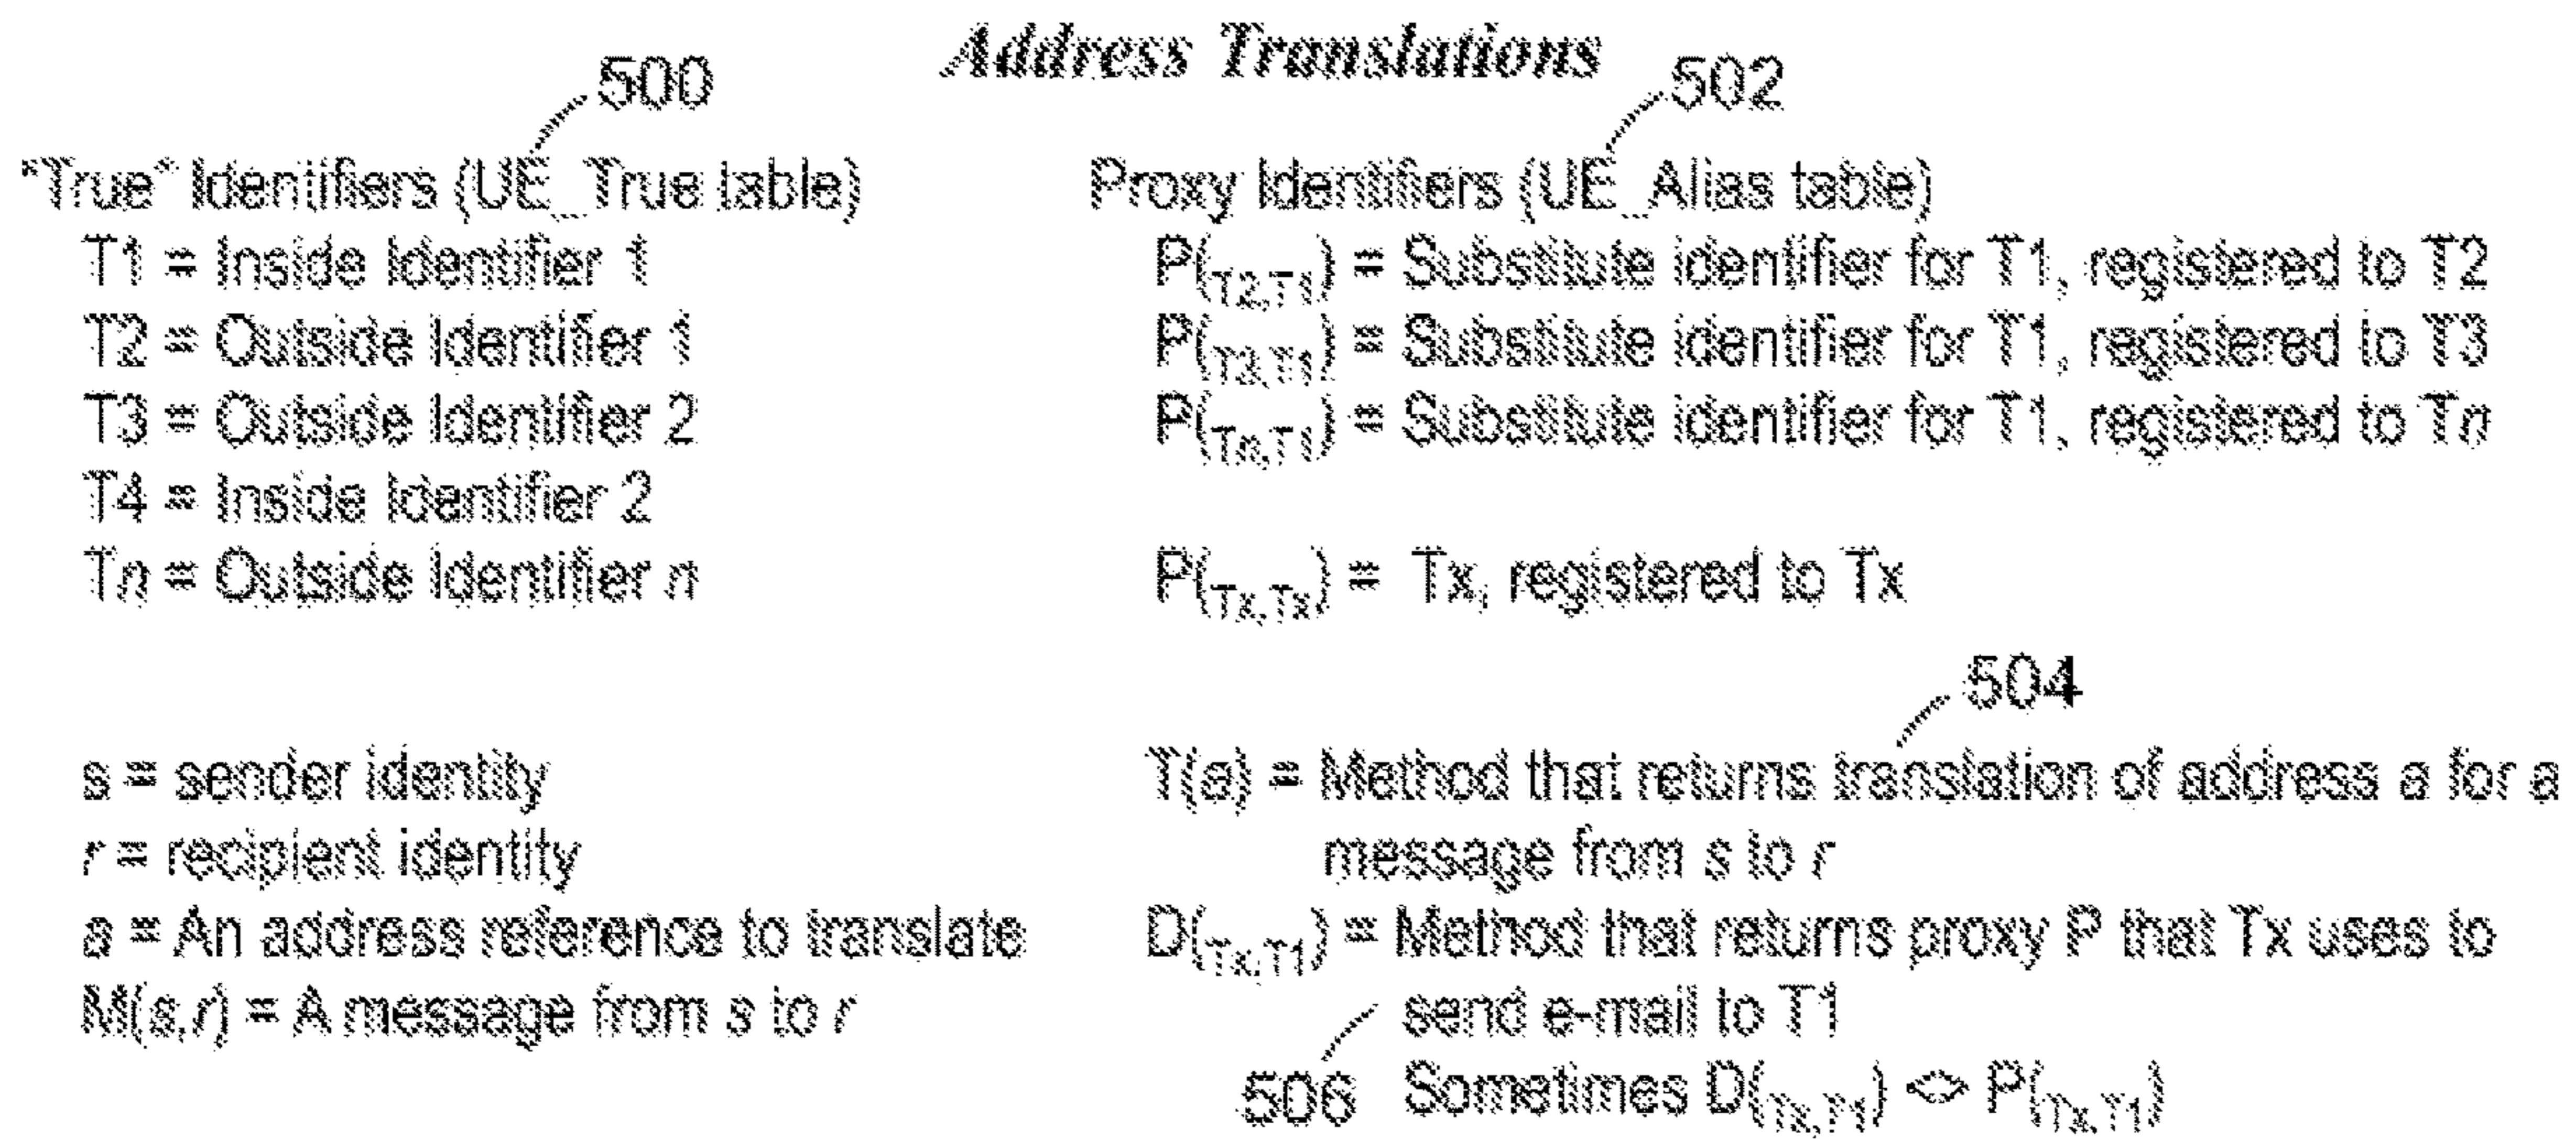 Address Translations
500
502
"True" Identifiers (UE_True table)
T1 = Inside Identifier 1
T2 = Outside Identifier 1
T3 = Outside Identifier 2
T4 = Inside Identifier 2
Tn = Outside Identifier n
Proxy Identifiers (UE_Alias table)
P(T2,T1) = Substitute identifier for T1, registered to T2
P(T3,T1) = Substitute identifier for T1, registered to T3
P(Tn,T1) = Substitute identifier for T1, registered to Tn
P(Tx,Tx) = Tx, registered to Tx
s = sender identity
r = recipient identity
a = An address reference to translate
M(s,r) = A message from s to r
504
T(a) = Method that returns translation of address a for a
message from s to r
D(Tx,T1) = Method that returns proxy P that Tx uses to
send e-mail to T1
506
Sometimes D(Tx,T1) <> P(Tx,T1)